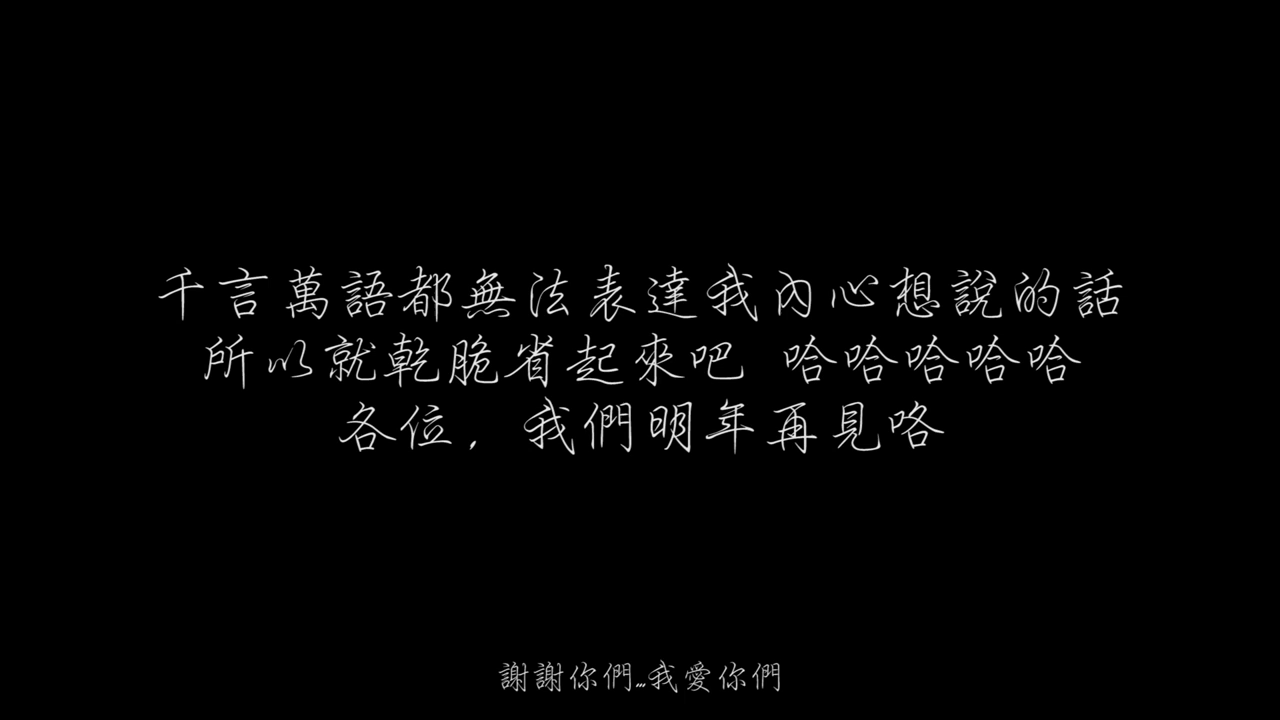 千言萬語都無法表達我內心想說的話
所以就乾脆省起來吧 哈哈哈哈哈
各位, 我們明年再見咯
謝謝你們...我愛你們